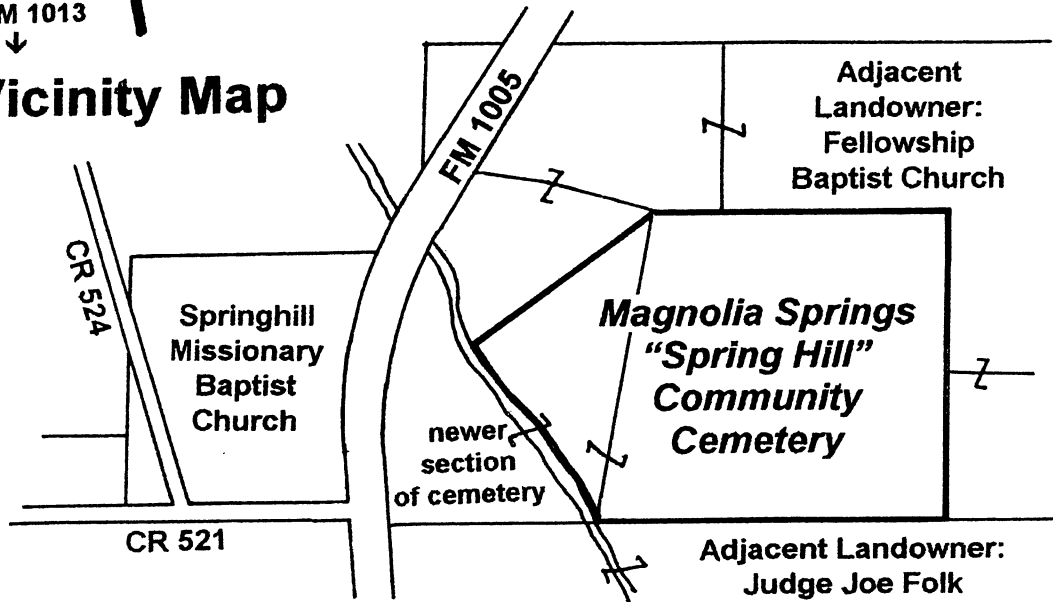 M 1013
↓
Vicinity Map
FM 1005
Adjacent
Landowner:
Fellowship
Baptist Church
CR 524
Springhill
Missionary
Baptist
Church
Magnolia Springs
“Spring Hill”
Community
Cemetery
newer
section
of cemetery
CR 521
Adjacent Landowner:
Judge Joe Folk